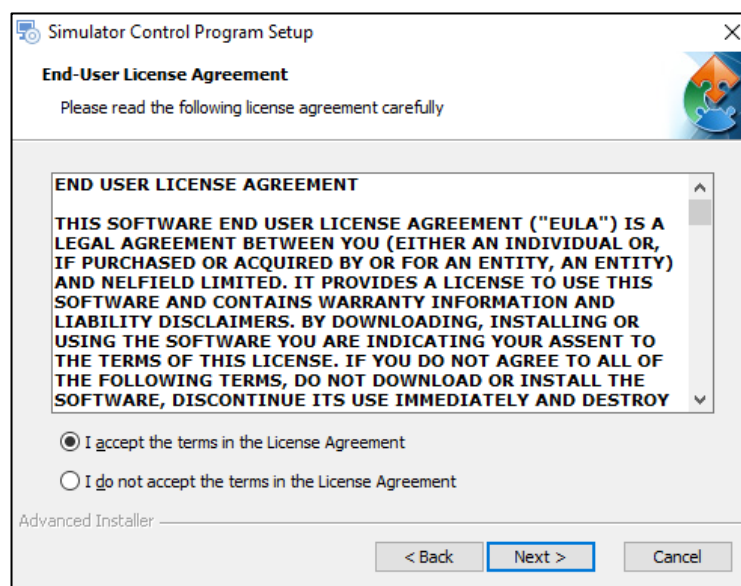 Simulator Control Program Setup
End-User License Agreement
Please read the following license agreement carefully
END USER LICENSE AGREEMENT
THIS SOFTWARE END USER LICENSE AGREEMENT ("EULA") IS A
LEGAL AGREEMENT BETWEEN YOU (EITHER AN INDIVIDUAL OR,
IF PURCHASED OR ACQUIRED BY OR FOR AN ENTITY, AN ENTITY)
AND NELFIELD LIMITED. IT PROVIDES A LICENSE TO USE THIS
SOFTWARE AND CONTAINS WARRANTY INFORMATION AND
LIABILITY DISCLAIMERS. BY DOWNLOADING, INSTALLING OR
USING THE SOFTWARE YOU ARE INDICATING YOUR ASSENT TO
THE TERMS OF THIS LICENSE. IF YOU DO NOT AGREE TO ALL OF
THE FOLLOWING TERMS, DO NOT DOWNLOAD OR INSTALL THE
SOFTWARE, DISCONTINUE ITS USE IMMEDIATELY AND DESTROY
I accept the terms in the License Agreement
I do not accept the terms in the License Agreement
Advanced Installer
< Back Next > Cancel